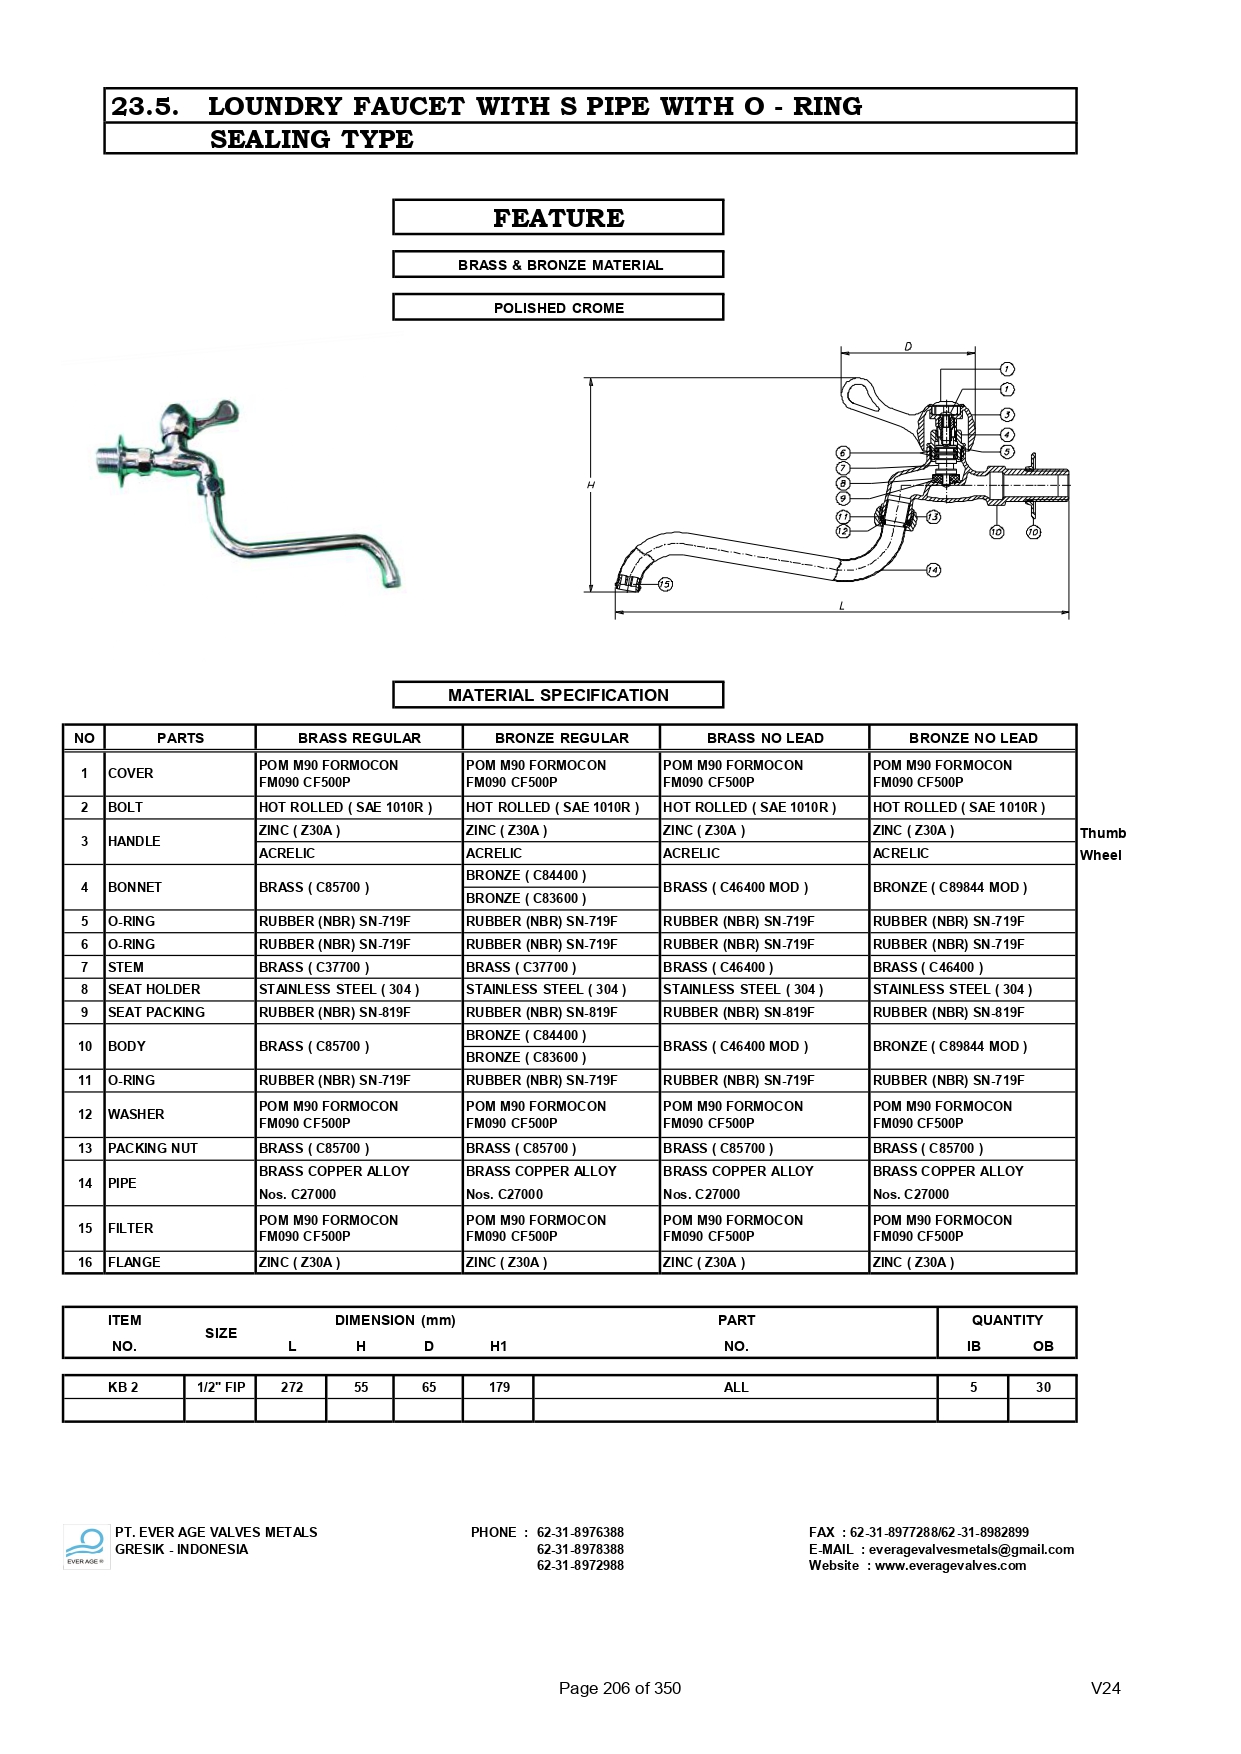 23.5. LOUNDRY FAUCET WITH S PIPE WITH O - RING
SEALING TYPE
FEATURE
BRASS & BRONZE MATERIAL
POLISHED CROME
D
1
1
3
4
5
6
7
8
9
11
12
13
10
10
14
15
H
L
MATERIAL SPECIFICATION
NO PARTS BRASS REGULAR BRONZE REGULAR BRASS NO LEAD BRONZE NO LEAD
1 COVER POM M90 FORMOCON FM090 CF500P POM M90 FORMOCON FM090 CF500P POM M90 FORMOCON FM090 CF500P POM M90 FORMOCON FM090 CF500P
2 BOLT HOT ROLLED ( SAE 1010R ) HOT ROLLED ( SAE 1010R ) HOT ROLLED ( SAE 1010R ) HOT ROLLED ( SAE 1010R )
3 HANDLE ZINC ( Z30A ) ZINC ( Z30A ) ZINC ( Z30A ) ZINC ( Z30A ) Thumb
ACRELIC ACRELIC ACRELIC ACRELIC Wheel
4 BONNET BRASS ( C85700 ) BRONZE ( C84400 ) BRONZE ( C83600 ) BRASS ( C46400 MOD ) BRONZE ( C89844 MOD )
5 O-RING RUBBER (NBR) SN-719F RUBBER (NBR) SN-719F RUBBER (NBR) SN-719F RUBBER (NBR) SN-719F
6 O-RING RUBBER (NBR) SN-719F RUBBER (NBR) SN-719F RUBBER (NBR) SN-719F RUBBER (NBR) SN-719F
7 STEM BRASS ( C37700 ) BRASS ( C37700 ) BRASS ( C46400 ) BRASS ( C46400 )
8 SEAT HOLDER STAINLESS STEEL ( 304 ) STAINLESS STEEL ( 304 ) STAINLESS STEEL ( 304 ) STAINLESS STEEL ( 304 )
9 SEAT PACKING RUBBER (NBR) SN-819F RUBBER (NBR) SN-819F RUBBER (NBR) SN-819F RUBBER (NBR) SN-819F
10 BODY BRASS ( C85700 ) BRONZE ( C84400 ) BRONZE ( C83600 ) BRASS ( C46400 MOD ) BRONZE ( C89844 MOD )
11 O-RING RUBBER (NBR) SN-719F RUBBER (NBR) SN-719F RUBBER (NBR) SN-719F RUBBER (NBR) SN-719F
12 WASHER POM M90 FORMOCON FM090 CF500P POM M90 FORMOCON FM090 CF500P POM M90 FORMOCON FM090 CF500P POM M90 FORMOCON FM090 CF500P
13 PACKING NUT BRASS ( C85700 ) BRASS ( C85700 ) BRASS ( C85700 ) BRASS ( C85700 )
14 PIPE BRASS COPPER ALLOY Nos. C27000 BRASS COPPER ALLOY Nos. C27000 BRASS COPPER ALLOY Nos. C27000 BRASS COPPER ALLOY Nos. C27000
15 FILTER POM M90 FORMOCON FM090 CF500P POM M90 FORMOCON FM090 CF500P POM M90 FORMOCON FM090 CF500P POM M90 FORMOCON FM090 CF500P
16 FLANGE ZINC ( Z30A ) ZINC ( Z30A ) ZINC ( Z30A ) ZINC ( Z30A )
ITEM SIZE DIMENSION (mm) PART QUANTITY
NO. L H D H1 NO. IB OB
KB 2 1/2" FIP 272 55 65 179 ALL 5 30
EVER AGE ®
PT. EVER AGE VALVES METALS PHONE : 62-31-8976388 FAX : 62-31-8977288/62-31-8982899
GRESIK - INDONESIA 62-31-8978388 E-MAIL : everagevalvesmetals@gmail.com
62-31-8972988 Website : www.everagevalves.com
Page 206 of 350 V24